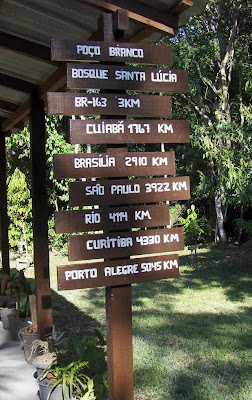 POÇO BRANCO
BOSQUE SANTA LÚCIA
BR-163 3KM
CUIABÁ 1767 KM
BRASÍLIA 2910 KM
SÃO PAULO 3922 KM
RIO 4114 KM
CURITIBA 4330 KM
PORTO ALEGRE 5045 KM